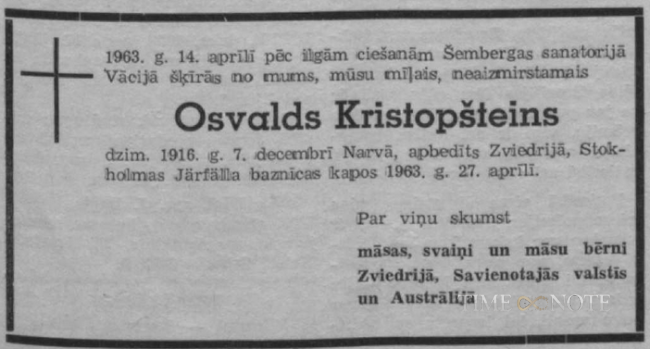 1963. g. 14. aprīlī pēc ilgām ciešanām Šembergas sanatorijā
Vācijā šķīrās no mums, mūsu mīļais, neaizmirstamais
Osvalds Kristopšteins
dzim. 1916. g. 7. decembrī Narvā, apbedīts Zviedrijā, Stok-
holmas Järfälla baznīcas kapos 1963. g. 27. aprīlī.
Par viņu skumst
māsas, svaiņi un māsu bērni
Zviedrijā, Savienotajās valstīs
un Austrālijā